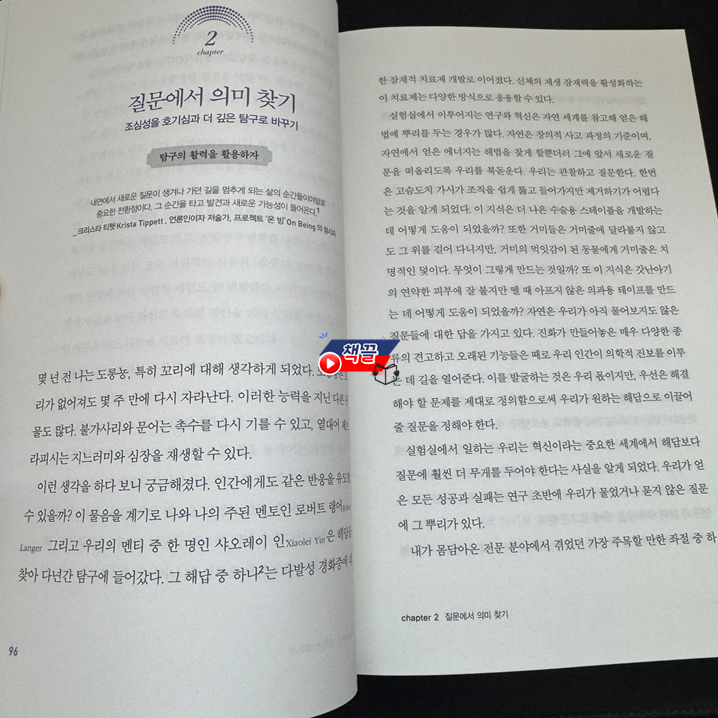 2
chapter
질문에서 의미 찾기
조심성을 호기심과 더 깊은 탐구로 바꾸기
탐구의 활력을 활용하자
내면에서 새로운 질문이 생겨나 가던 길을 멈추게 되는 삶의 순간들이야말로
중요한 전환점이다. 그 순간을 타고 발견과 새로운 가능성이 들어온다.1
_크리스타 티펫Krista Tippett, 언론인이자 저술가, 프로젝트 '온 빙' On Being의 창시자
몇 년 전 나는 도롱뇽, 특히 꼬리에 대해 생각하게 되었다.
리가 없어져도 몇 주 만에 다시 자라난다. 이러한 능력을 지닌 다른
물도 많다. 불가사리와 문어는 촉수를 다시 기를 수 있고, 열대어
라피시는 지느러미와 심장을 재생할 수 있다.
이런 생각을 하다 보니 궁금해졌다. 인간에게도 같은 반응을 유도
수 있을까? 이 물음을 계기로 나와 나의 주된 멘토인 로버트 랭어
Langer 그리고 우리의 멘티 중 한 명인 샤오레이 인Xiaolei Yin은 해답을
찾아 다년간 탐구에 들어갔다. 그 해답 중 하나2는 다발성 경화증에
96
한 잠재적 치료제 개발로 이어졌다. 신체의 재생 잠재력을 활성화하는
이 치료제는 다양한 방식으로 응용할 수 있다.
실험실에서 이루어지는 연구와 혁신은 자연 세계를 참고해 얻은 해
법에 뿌리를 두는 경우가 많다. 자연은 창의적 사고 과정의 기준이며,
자연에서 얻은 에너지는 해법을 찾게 할뿐더러 그에 앞서 새로운 질
문을 떠올리도록 우리를 북돋운다. 우리는 관찰하고 질문한다. 한번
은 고슴도치 가시가 조직을 쉽게 뚫고 들어가지만 제거하기가 어렵다
는 것을 알게 되었다. 이 지식은 더 나은 수술용 스테이플을 개발하는
데 어떻게 도움이 되었을까? 또한 거미들은 거미줄에 달라붙지 않고
도 그 위를 걸어 다니지만, 거미의 먹잇감이 된 동물에게 거미줄은 치
명적인 덫이다. 무엇이 그렇게 만드는 것일까? 또 이 지식은 갓난아기
의 연약한 피부에 잘 붙지만 뗄 때 아프지 않은 의과용 테이프를 만드
는 데 어떻게 도움이 되었을까? 자연은 우리가 아직 물어보지도 않은
질문들에 대한 답을 가지고 있다. 진화가 만들어놓은 매우 다양한 종
류의 견고하고 오래된 기능들은 때로 우리 인간이 의학적 진보를 이루
는 데 길을 열어준다. 이를 발굴하는 것은 우리 몫이지만, 우선은 해결
해야 할 문제를 제대로 정의함으로써 우리가 원하는 해답으로 이끌어
줄 질문을 정해야 한다.
실험실에서 일하는 우리는 혁신이라는 중요한 세계에서 해답보다
질문에 훨씬 더 무게를 두어야 한다는 사실을 알게 되었다. 우리가 얻
은 모든 성공과 실패는 연구 초반에 우리가 물었거나 묻지 않은 질문
에 그 뿌리가 있다.
내가 몸담아온 전문 분야에서 겪었던 가장 주목할 만한 좌절 중 하
chapter 2 질문에서 의미 찾기
책끌